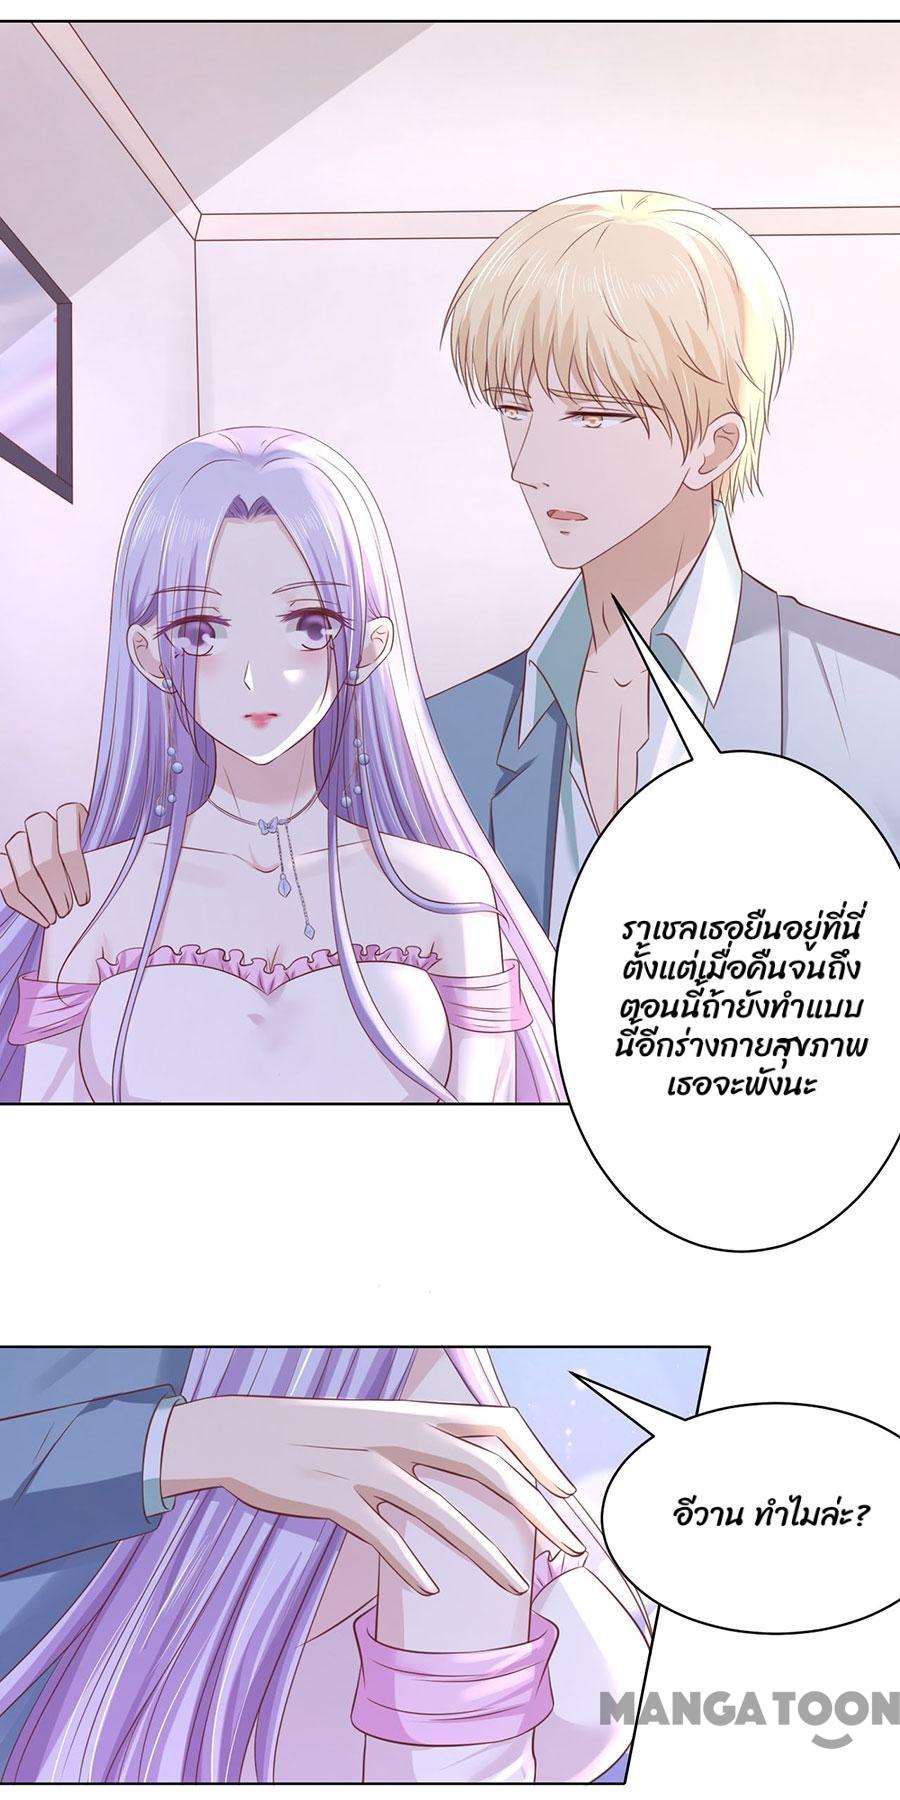 ราเชลเธอยืนอยู่ที่นี่
ตั้งแต่เมื่อคืนจนถึง
ตอนนี้ถ้ายังทำแบบ
นี้อีกร่างกายสุขภาพ
เธอจะพังนะ
อีวาน ทำไมล่ะ?
MANGA TOON